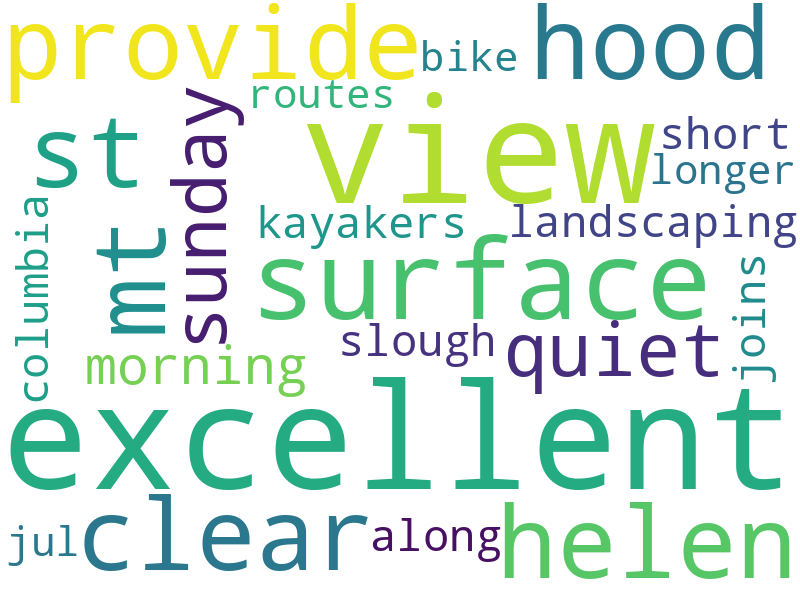 provide
bike
hood
routes
view
st
sunday
short
longer
columbia
mt
kayakers
landscaping
surface
joins
slough
quiet
morning
excellent
jul
clear
along
helen